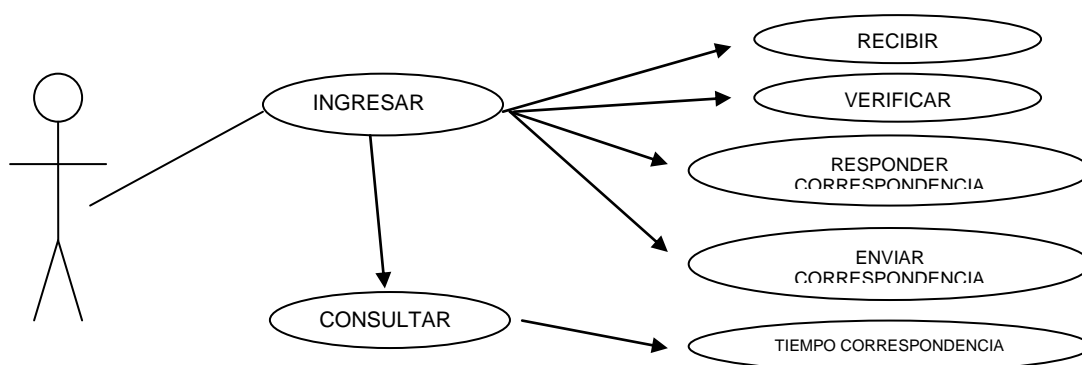 RECIBIR
INGRESAR
VERIFICAR
RESPONDER
CORRESPONDENCIA
ENVIAR
CORRESPONDENCIA
CONSULTAR
TIEMPO CORRESPONDENCIA